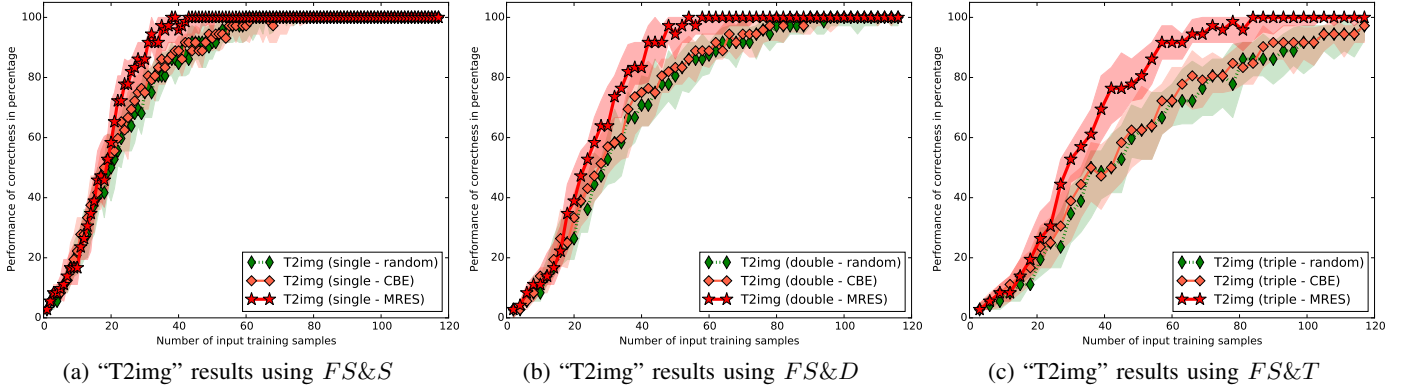 Performance of correctness in percentage
100
80
60
40
20
0
0 20 40 60 80 100 120
Number of input training samples
T2img (single - random)
T2img (single - CBE)
T2img (single - MRES)
(a) “T2img” results using FS&S
Performance of correctness in percentage
100
80
60
40
20
0
0 20 40 60 80 100 120
Number of input training samples
T2img (double - random)
T2img (double - CBE)
T2img (double - MRES)
(b) “T2img” results using FS&D
Performance of correctness in percentage
100
80
60
40
20
0
0 20 40 60 80 100 120
Number of input training samples
T2img (triple - random)
T2img (triple - CBE)
T2img (triple - MRES)
(c) “T2img” results using FS&T